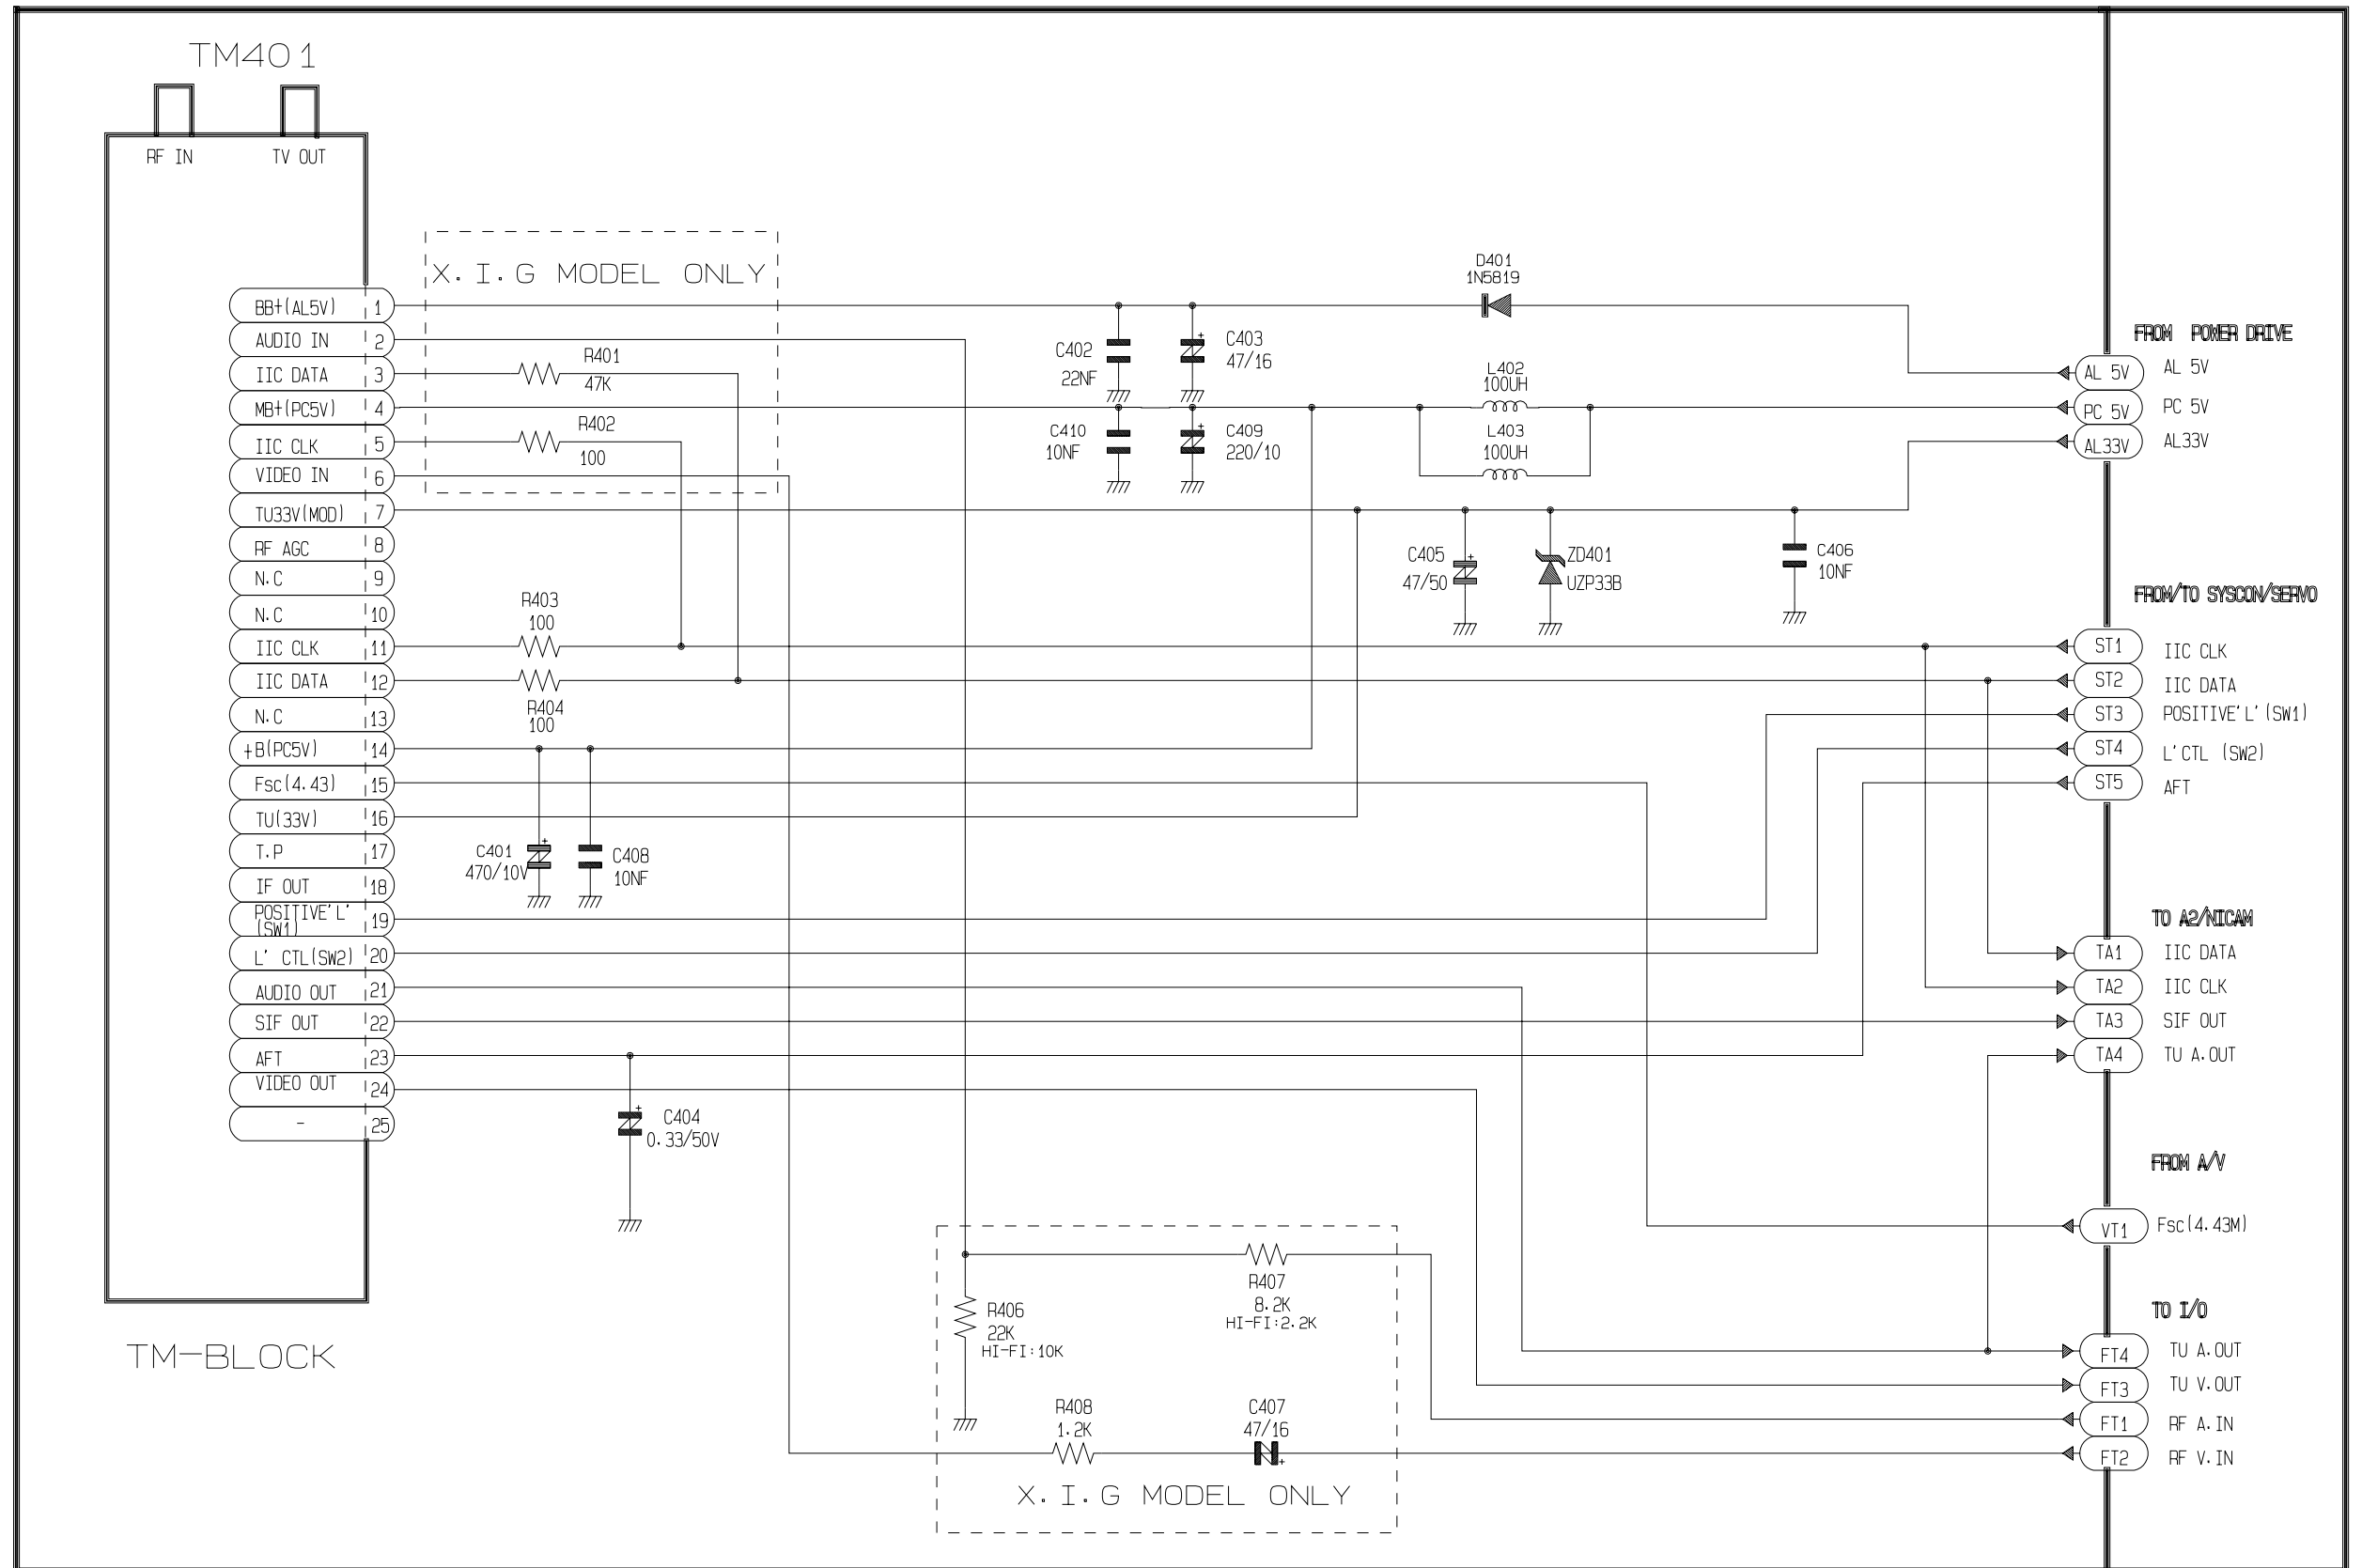 TM401
RF IN
TV OUT
X.I.G MODEL ONLY
BB+(AL5V) 1
AUDIO IN 2
IIC DATA 3
MB+(PC5V) 4
IIC CLK 5
VIDEO IN 6
TU33V(MOD) 7
RF AGC 8
N.C 9
N.C 10
IIC CLK 11
IIC DATA 12
N.C 13
+B(PC5V) 14
Fsc(4.43) 15
TU(33V) 16
T.P 17
IF OUT 18
POSITIVE'L'
(SW1) 19
L' CTL(SW2) 20
AUDIO OUT 21
SIF OUT 22
AFT 23
VIDEO OUT 24
- 25
TM-BLOCK
R401
47K
R402
100
R403
100
R404
100
C401
470/10V
C408
10NF
C404
0.33/50V
C402
22NF
C403
47/16
C410
10NF
C409
220/10
D401
1N5819
L402
100UH
L403
100UH
C405
47/50
ZD401
UZP33B
C406
10NF
R406
22K
HI-FI:10K
R407
8.2K
HI-FI:2.2K
R408
1.2K
C407
47/16
X.I.G MODEL ONLY
FROM POWER DRIVE
AL 5V AL 5V
PC 5V PC 5V
AL33V AL33V
FROM/TO SYSCON/SERVO
ST1 IIC CLK
ST2 IIC DATA
ST3 POSITIVE'L'(SW1)
ST4 L'CTL (SW2)
ST5 AFT
TO A2/NICAM
TA1 IIC DATA
TA2 IIC CLK
TA3 SIF OUT
TA4 TU A.OUT
FROM A/V
VT1 Fsc(4.43M)
TO I/O
FT4 TU A.OUT
FT3 TU V.OUT
FT1 RF A.IN
FT2 RF V.IN